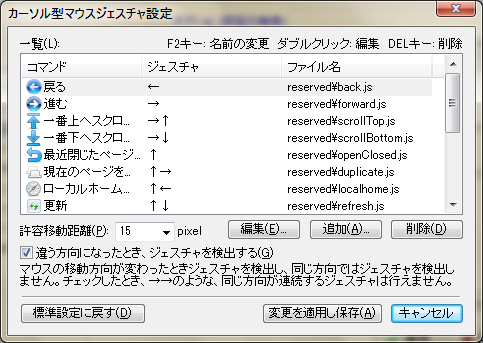 カーソル型マウスジェスチャ設定
一覧(L): F2キー: 名前の変更 ダブルクリック: 編集 DELキー: 削除
コマンド ジェスチャ ファイル名
戻る ← reserved¥back.js
進む → reserved¥forward.js
一番上へスクロ... →↑ reserved¥scrollTop.js
一番下へスクロ... →↓ reserved¥scrollBottom.js
最近閉じたページ... ↑ reserved¥openClosed.js
現在のページを... ↑→ reserved¥duplicate.js
ローカルホーム... ↑← reserved¥localhome.js
更新 ↑↓ reserved¥refresh.js
許容移動距離(P): 15 pixel 編集(E)... 追加(A)... 削除(D)
違う方向になったとき、ジェスチャを検出する(G)
マウスの移動方向が変わったときジェスチャを検出し、同じ方向ではジェスチャを検出し
ません。チェックしたとき、→→のような、同じ方向が連続するジェスチャは行えません。
標準設定に戻す(D) 変更を適用し保存(A) キャンセル